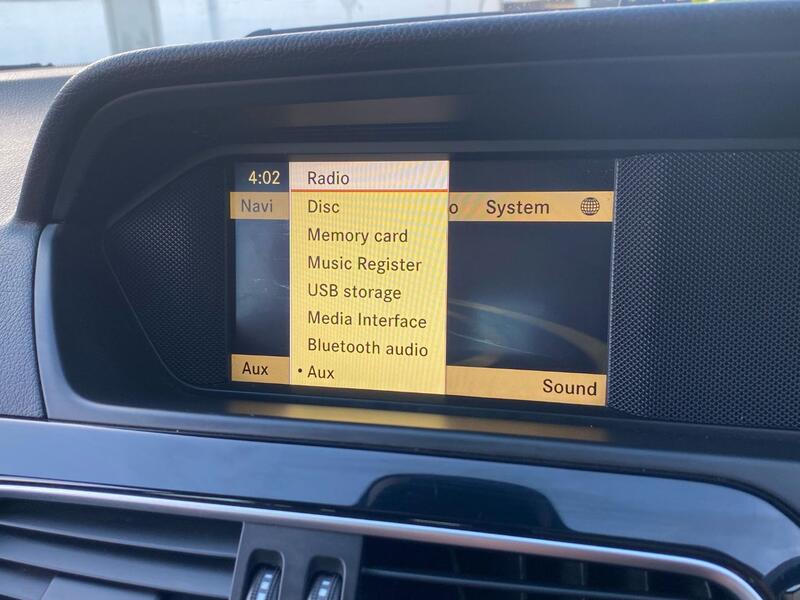 4:02
Radio
Navi
Disc
o System
Memory card
Music Register
USB storage
Media Interface
Bluetooth audio
Aux
• Aux
Sound